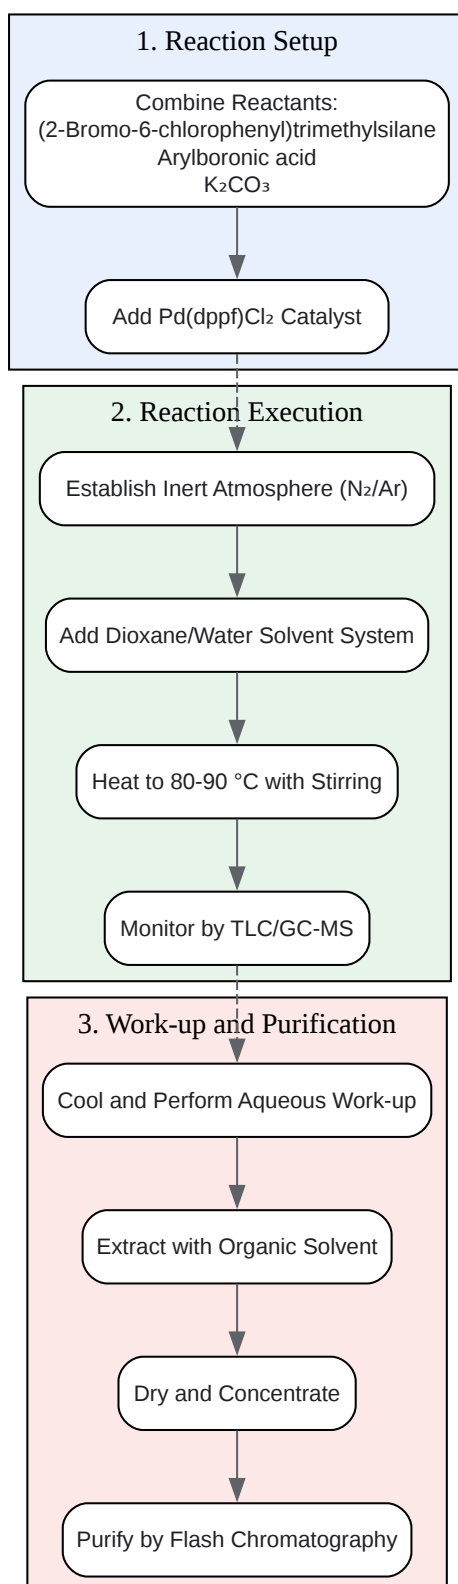 1. Reaction Setup
Combine Reactants:
(2-Bromo-6-chlorophenyl)trimethylsilane
Arylboronic acid
K₂CO₃
Add Pd(dppf)Cl₂ Catalyst
2. Reaction Execution
Establish Inert Atmosphere (N₂/Ar)
Add Dioxane/Water Solvent System
Heat to 80-90 °C with Stirring
Monitor by TLC/GC-MS
3. Work-up and Purification
Cool and Perform Aqueous Work-up
Extract with Organic Solvent
Dry and Concentrate
Purify by Flash Chromatography